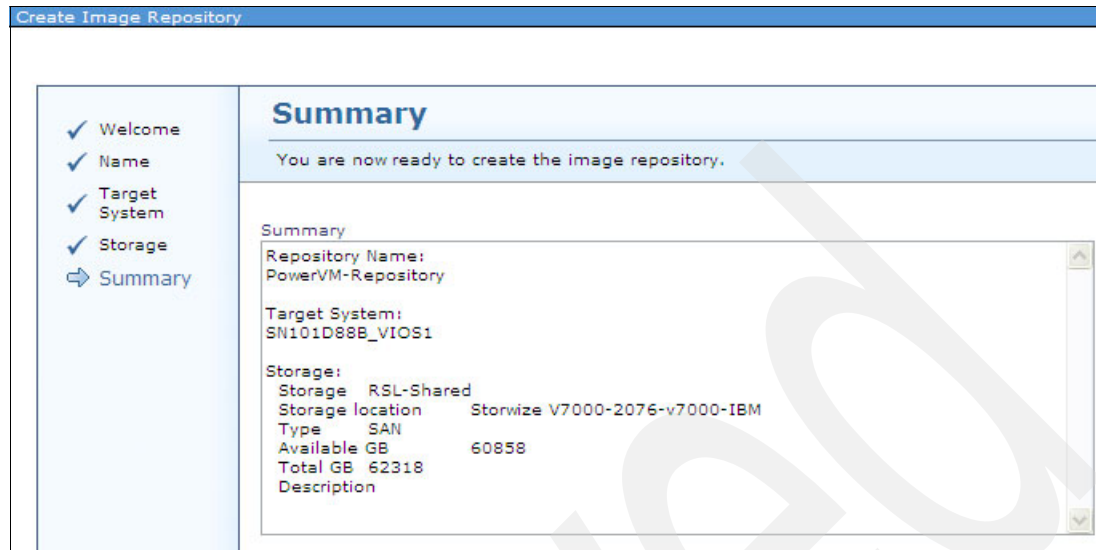 Create Image Repository
Welcome
Name
Target
System
Storage
Summary
Summary
You are now ready to create the image repository.
Summary
Repository Name:
PowerVM-Repository
Target System:
SN101D88B_VIOS1
Storage:
Storage RSL-Shared
Storage location Storwize V7000-2076-v7000-IBM
Type SAN
Available GB 60858
Total GB 62318
Description